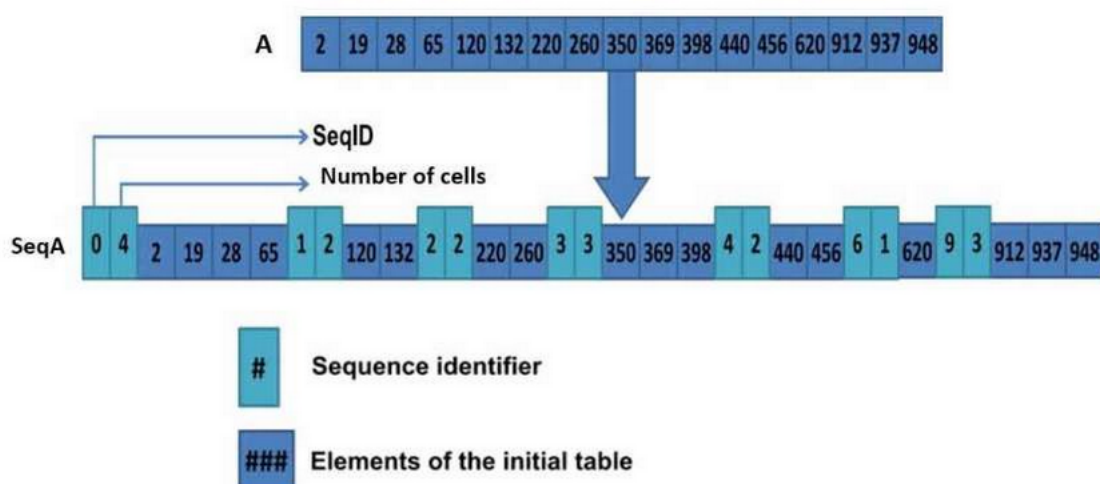 A 2 19 28 65 120 132 220 260 350 369 398 440 456 620 912 937 948
SeqID
Number of cells
SeqA 0 4 2 19 28 65 1 2 120 132 2 2 220 260 3 3 350 369 398 4 2 440 456 6 1 620 9 3 912 937 948
# Sequence identifier
### Elements of the initial table